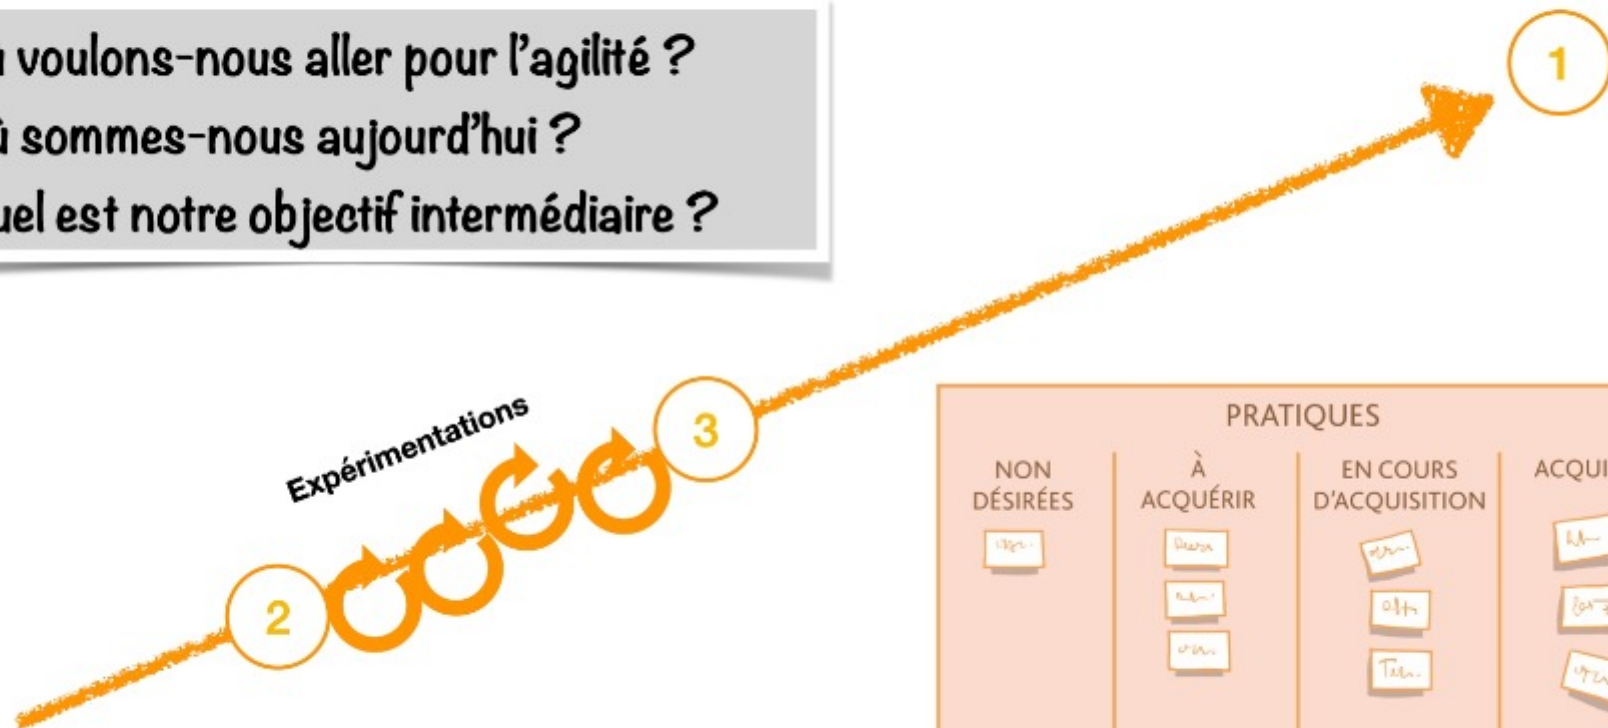 voulons-nous aller pour l'agilité ?
ù sommes-nous aujourd'hui ?
uel est notre objectif intermédiaire ?
1
Expérimentations
3
2
PRATIQUES
NON
DÉSIRÉES
À
ACQUÉRIR
EN COURS
D'ACQUISITION
ACQUI